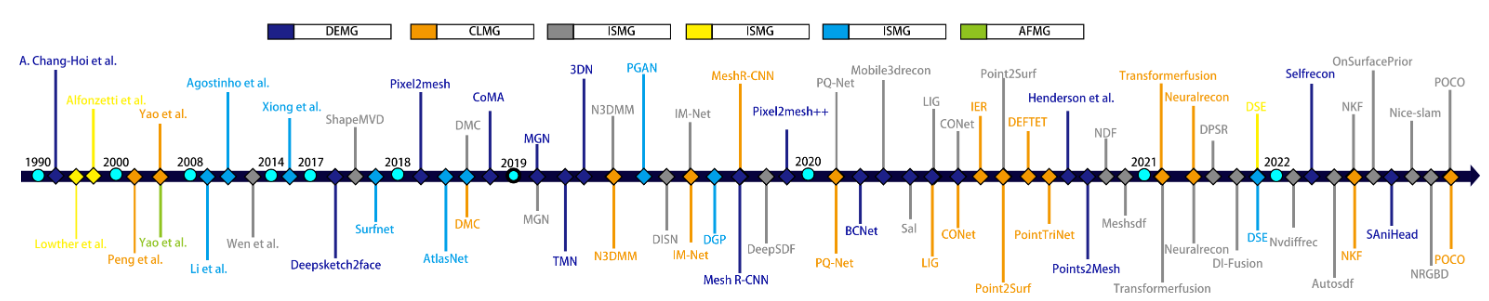 DEMG
CLMG
ISMG
ISMG
ISMG
AFMG
A. Chang-Hoi et al.
Alfonzetti et al.
Yao et al.
Agostinho et al.
Xiong et al.
ShapeMVD
Pixel2mesh
DMC
CoMA
MGN
3DN
N3DMM
PGAN
IM-Net
MeshR-CNN
Pixel2mesh++
PQ-Net
Mobile3drecon
LIG
CONet
IER
Point2Surf
DEFTET
Henderson et al.
NDF
Transformerfusion
Neuralrecon
DPSR
DSE
Selfrecon
NKF
OnSurfacePrior
Nice-slam
POCO
1990
2000
2008
2014
2017
2018
2019
2020
2021
2022
Lowther et al.
Peng et al.
Yao et al.
Li et al.
Wen et al.
Deepsketch2face
Surfnet
AtlasNet
DMC
MGN
TMN
N3DMM
DISN
IM-Net
DGP
Mesh R-CNN
DeepSDF
PQ-Net
BCNet
Sal
LIG
CONet
Point2Surf
PointTriNet
Points2Mesh
Meshsdf
Transformerfusion
Neuralrecon
DI-Fusion
DSE
Nvdiffrec
Autosdf
NKF
SAniHead
NRGBD
POCO